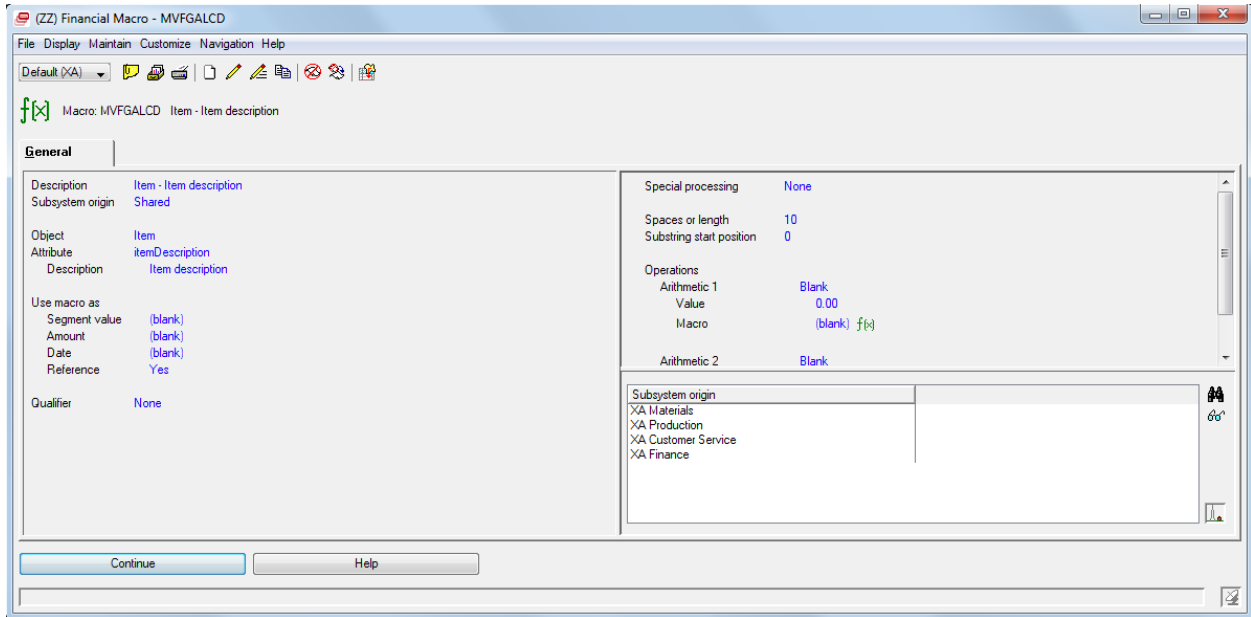 (ZZ) Financial Macro - MVFGALCD
File Display Maintain Customize Navigation Help
Default (XA)
f(x) Macro: MVFGALCD Item - Item description
General
Description Item - Item description
Subsystem origin Shared
Object Item
Attribute itemDescription
Description Item description
Use macro as
Segment value (blank)
Amount (blank)
Date (blank)
Reference Yes
Qualifier None
Special processing None
Spaces or length 10
Substring start position 0
Operations
Arithmetic 1 Blank
Value 0.00
Macro (blank) f(x)
Arithmetic 2 Blank
Subsystem origin
XA Materials
XA Production
XA Customer Service
XA Finance
Continue Help